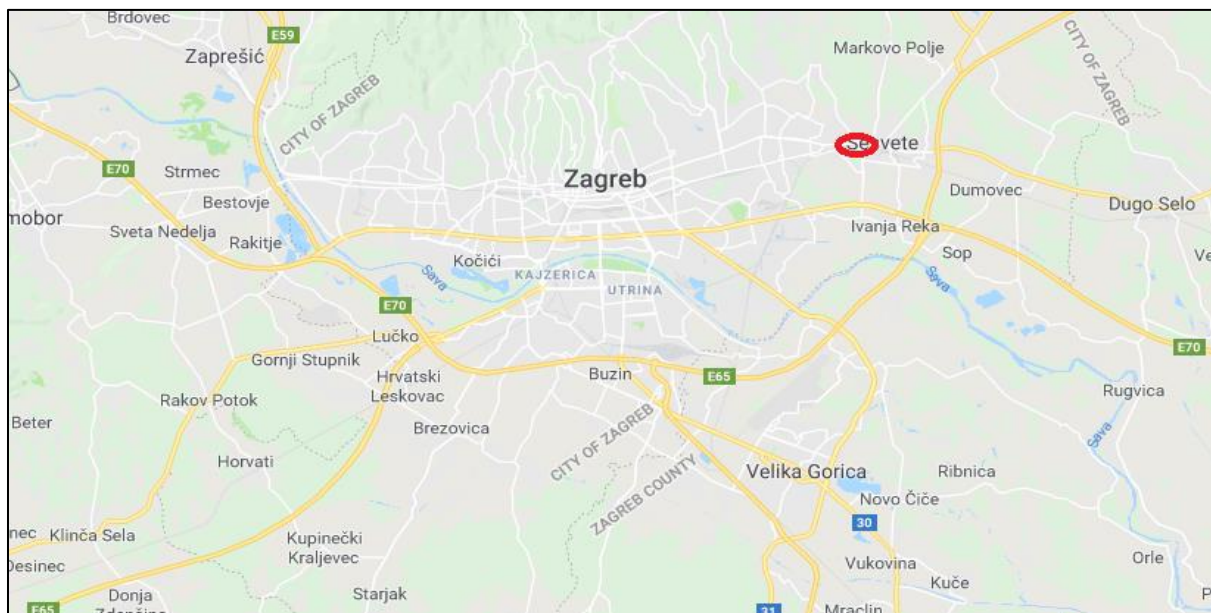 Brdovec
E59
Zaprešić
Markovo Polje
CITY OF ZAGREB
CITY OF ZAGREB
E70
Strmec
Zagreb
Dumovec
mobor
Bestovje
Dugo Selo
Sveta Nedelja
Rakitje
Ivanja Reka
Kočići
Sop
Ve
Sava
KAJZERICA
UTRINA
Sava
E70
Lučko
E70
Gornji Stupnik
Hrvatski
Leskovac
Buzin
E65
Rugvica
Rakov Potok
Beter
Brezovica
CITY OF ZAGREB
Sava
Horvati
ZAGREB COUNTY
Velika Gorica
Ribnica
Novo Čiče
nec
Klinča Sela
30
Desinec
Kupinečki
Kraljevec
Vukovina
Orle
Kuče
Donja
Starjak
E65
31
Mraclin
P